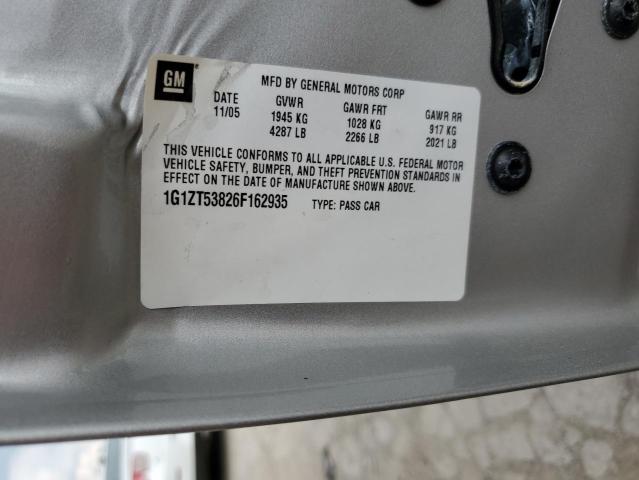 GM
MFD BY GENERAL MOTORS CORP
DATE GVWR GAWR FRT GAWR RR
11/05 1945 KG 1028 KG 917 KG
4287 LB 2266 LB 2021 LB
THIS VEHICLE CONFORMS TO ALL APPLICABLE U.S. FEDERAL MOTOR
VEHICLE SAFETY, BUMPER, AND THEFT PREVENTION STANDARDS IN
EFFECT ON THE DATE OF MANUFACTURE SHOWN ABOVE.
1G1ZT53826F162935 TYPE: PASS CAR